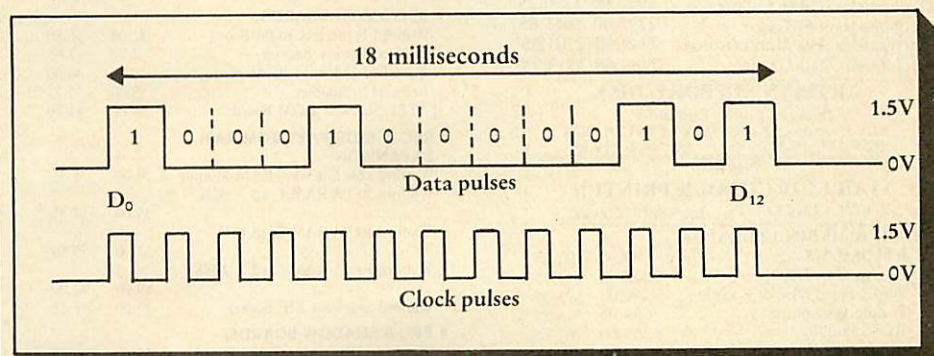 18 milliseconds
1.5V
1 0 0 0 1 0 0 0 0 0 1 0 1
0V
D₀ Data pulses D₁₂
1.5V
0V
Clock pulses